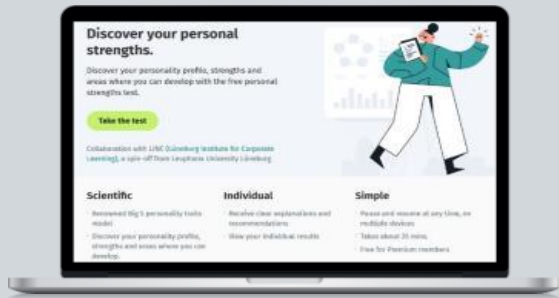 Discover your personal
strengths.
Discover your personality profile, strengths and
areas where you can develop with the free personal
strengths test.
Take the test
Collaboration with LINC (Lüneburg Institute for Corporate
Learning), a spin-off from Leuphana University Lüneburg
Scientific
· Renowned Big 5 personality traits
model
· Discover your personality profile,
strengths and areas where you can
develop.
Individual
· Receive clear explanations and
recommendations
· View your individual results
Simple
· Pause and resume at any time, on
multiple devices
· Takes about 25 mins.
· Free for Premium members